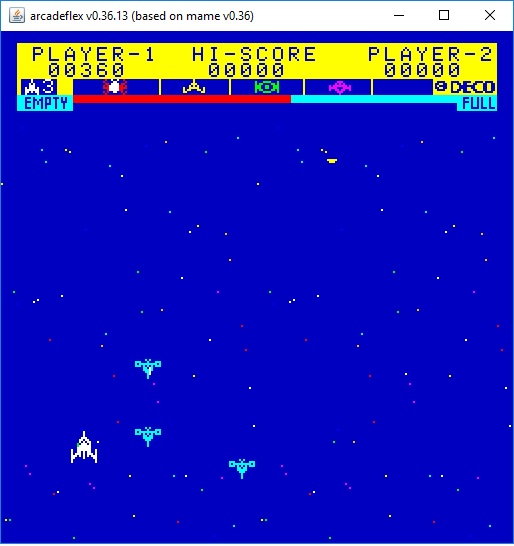 arcadeflex v0.36.13 (based on mame v0.36)
PLAYER-1 HI-SCORE PLAYER-2
00360 00000 00000
3 © DECO
EMPTY FULL